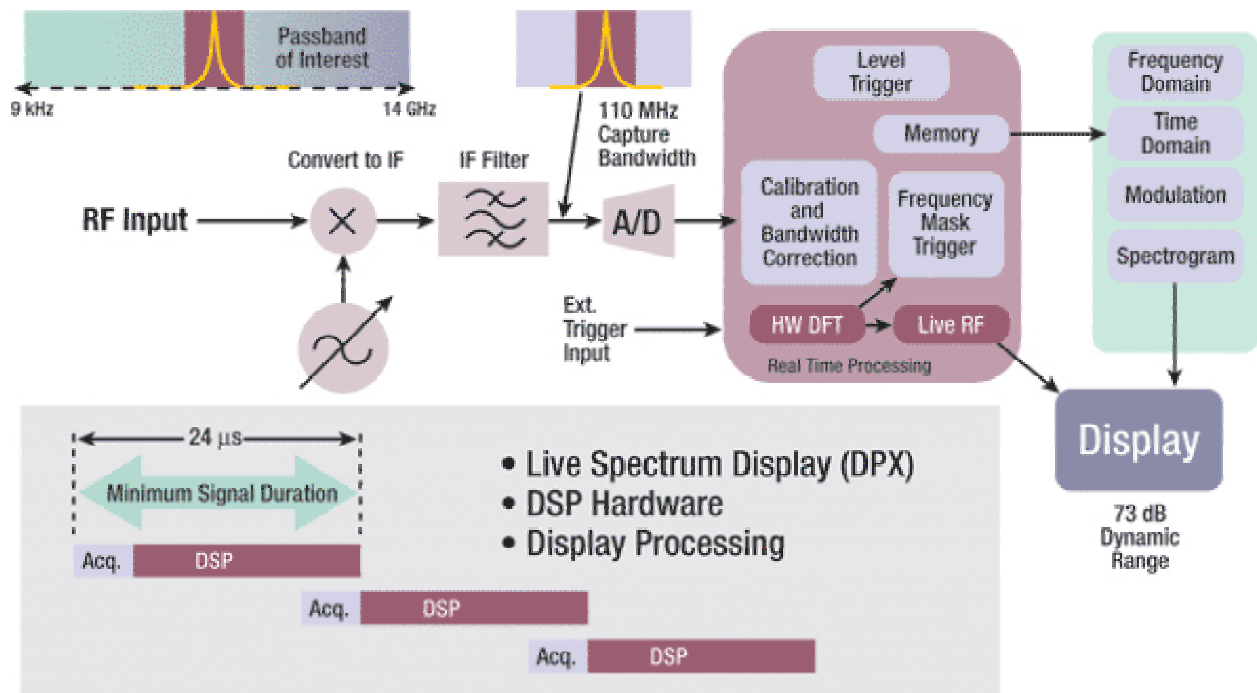 Passband
of Interest
9 kHz
14 GHz
110 MHz
Capture
Bandwidth
Convert to IF
IF Filter
RF Input
A/D
Level
Trigger
Memory
Calibration
and
Bandwidth
Correction
Frequency
Mask
Trigger
Ext.
Trigger
Input
HW DFT
Live RF
Real Time Processing
Frequency
Domain
Time
Domain
Modulation
Spectrogram
Display
73 dB
Dynamic
Range
24 µs
Minimum Signal Duration
Acq.
DSP
Acq.
DSP
Acq.
DSP
• Live Spectrum Display (DPX)
• DSP Hardware
• Display Processing